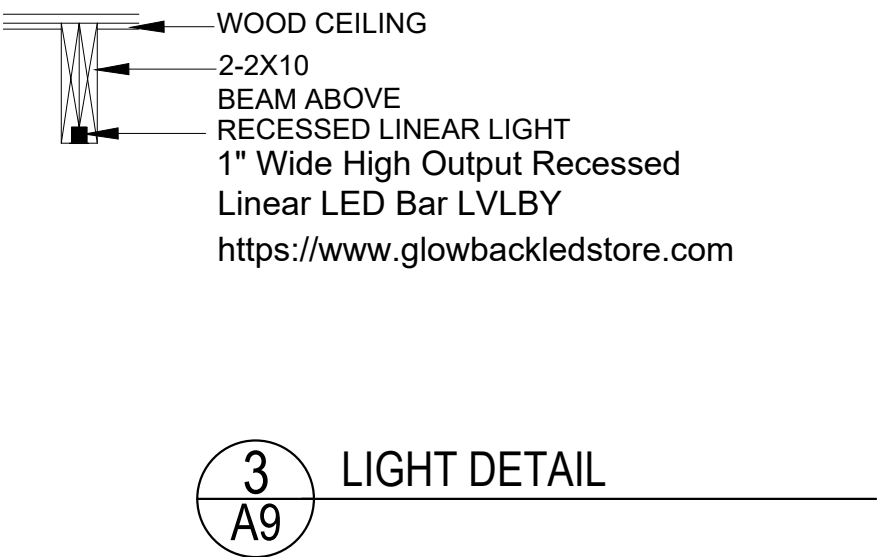 WOOD CEILING
2-2X10
BEAM ABOVE
RECESSED LINEAR LIGHT
1" Wide High Output Recessed
Linear LED Bar LVLBY
https://www.glowbackledstore.com
3
LIGHT DETAIL
A9